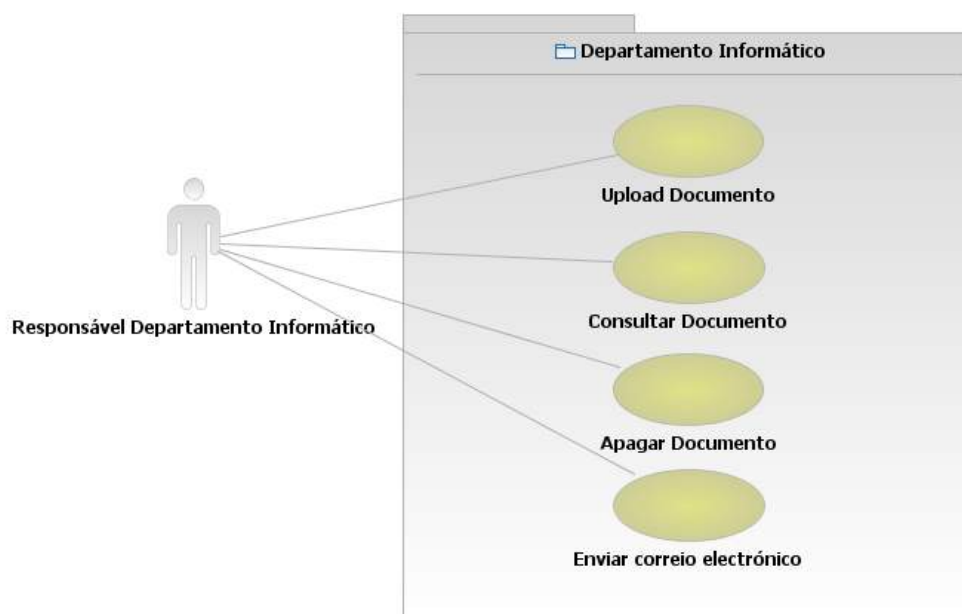 Departamento Informático
Upload Documento
Consultar Documento
Responsável Departamento Informático
Apagar Documento
Enviar correio electrónico